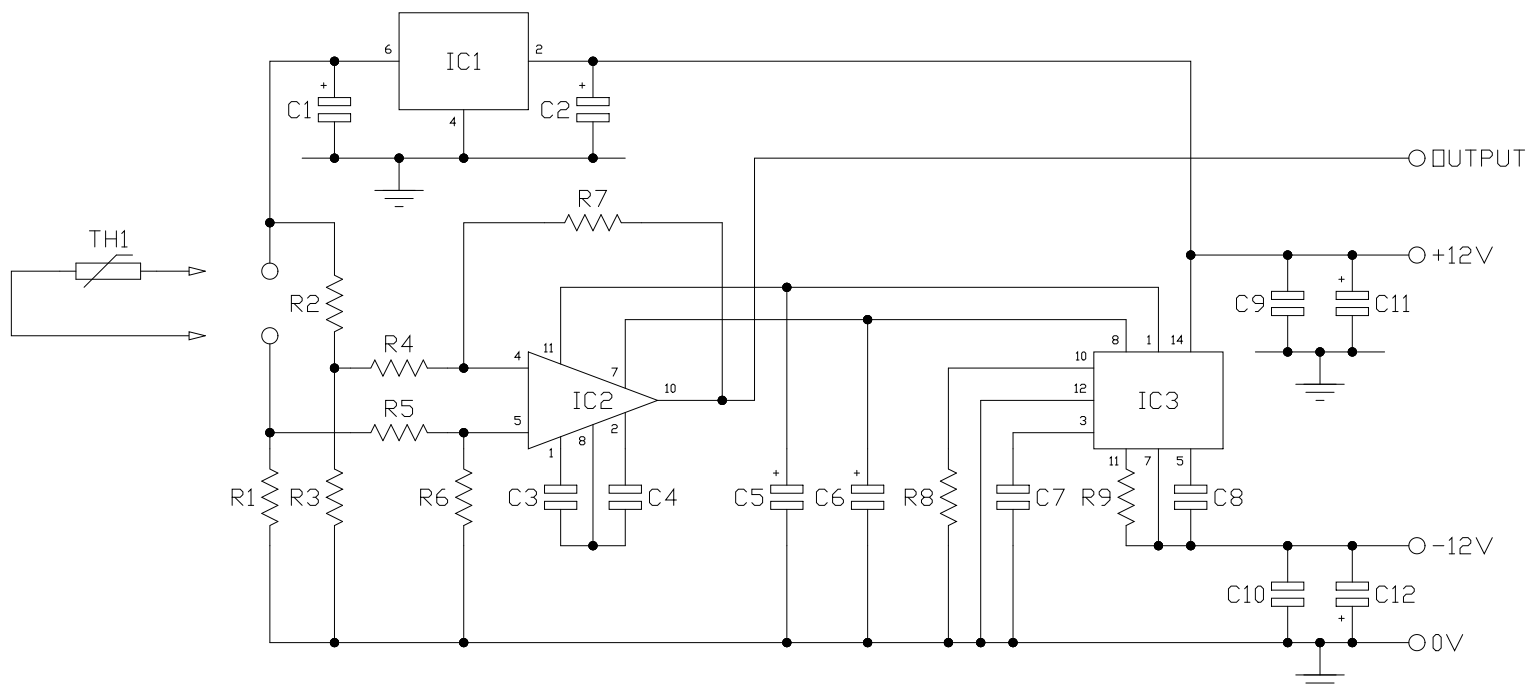 6
IC1
2
+
C1
4
+
C2
OUTPUT
R7
TH1
+12V
R2
+
C9
C11
R4
11
4
7
8
1
14
10
IC2
10
12
IC3
R5
5
2
3
8
1
11
7
5
R1
R3
R6
C3
C4
+
C5
+
C6
R8
C7
R9
C8
-12V
C10
C12
+
0V